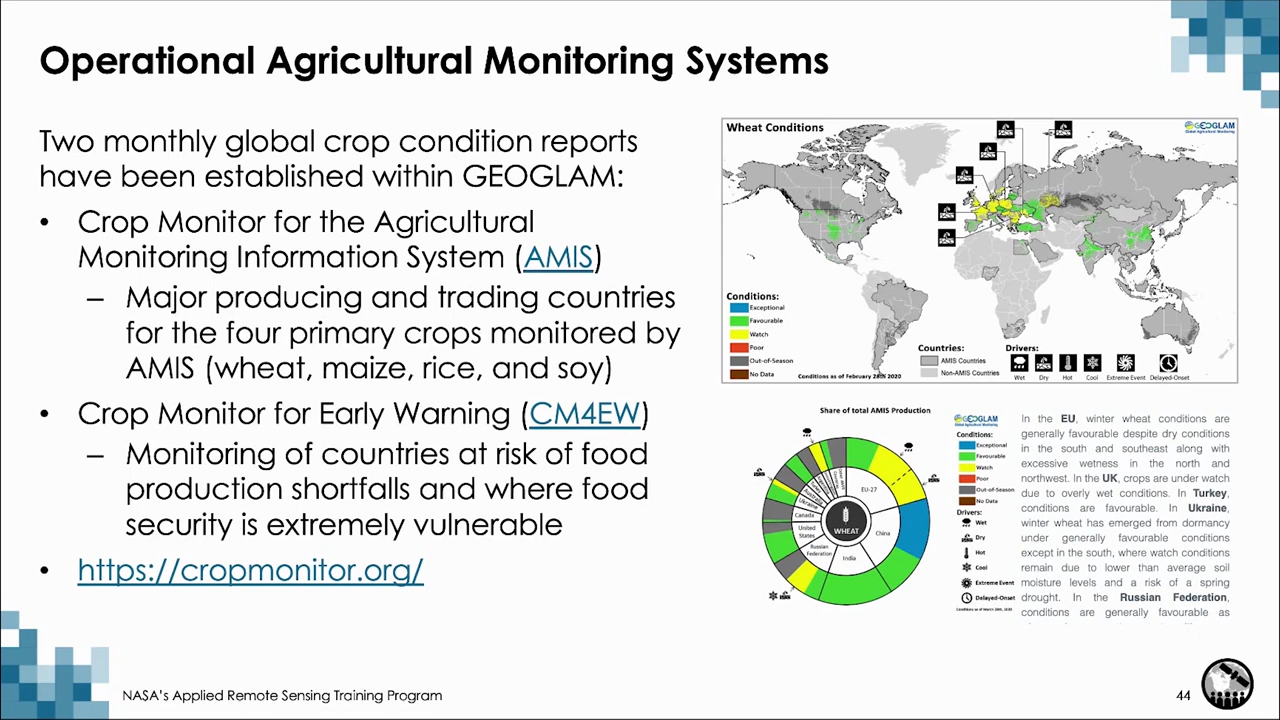 Operational Agricultural Monitoring Systems
Two monthly global crop condition reports
have been established within GEOGLAM:
• Crop Monitor for the Agricultural
Monitoring Information System (AMIS)
– Major producing and trading countries
for the four primary crops monitored by
AMIS (wheat, maize, rice, and soy)
• Crop Monitor for Early Warning (CM4EW)
– Monitoring of countries at risk of food
production shortfalls and where food
security is extremely vulnerable
• https://cropmonitor.org/
Wheat Conditions
GEOGLAM
Global Agricultural Monitoring
Conditions:
Exceptional
Favourable
Watch
Poor
Out-of-Season
No Data
Conditions as of February 28th 2020
Countries:
AMIS Countries
Non-AMIS Countries
Drivers:
Wet
Dry
Hot
Cool
Extreme Event
Delayed-Onset
Share of total AMIS Production
EU-27
China
India
Russian
Federation
United
States
Canada
Ukraine
WHEAT
GEOGLAM
Conditions:
Exceptional
Favourable
Watch
Poor
Out-of-Season
No Data
Drivers:
Wet
Dry
Hot
Cool
Extreme Event
Delayed-Onset
In the EU, winter wheat conditions are
generally favourable despite dry conditions
in the south and southeast along with
excessive wetness in the north and
northwest. In the UK, crops are under watch
due to overly wet conditions. In Turkey,
conditions are favourable. In Ukraine,
winter wheat has emerged from dormancy
under generally favourable conditions
except in the south, where watch conditions
remain due to lower than average soil
moisture levels and a risk of a spring
drought. In the Russian Federation,
conditions are generally favourable as
NASA's Applied Remote Sensing Training Program
44